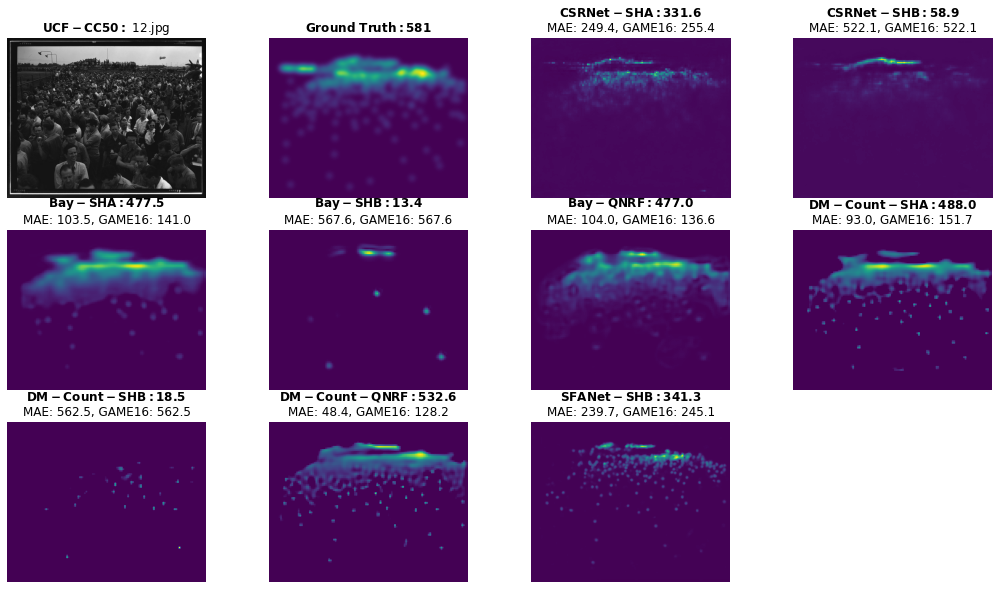 UCF − CC50 : 12.jpg
Ground Truth : 581
CSRNet − SHA : 331.6
MAE: 249.4, GAME16: 255.4
CSRNet − SHB : 58.9
MAE: 522.1, GAME16: 522.1
Bay − SHA : 477.5
MAE: 103.5, GAME16: 141.0
Bay − SHB : 13.4
MAE: 567.6, GAME16: 567.6
Bay − QNRF : 477.0
MAE: 104.0, GAME16: 136.6
DM − Count − SHA : 488.0
MAE: 93.0, GAME16: 151.7
DM − Count − SHB : 18.5
MAE: 562.5, GAME16: 562.5
DM − Count − QNRF : 532.6
MAE: 48.4, GAME16: 128.2
SFANet − SHB : 341.3
MAE: 239.7, GAME16: 245.1